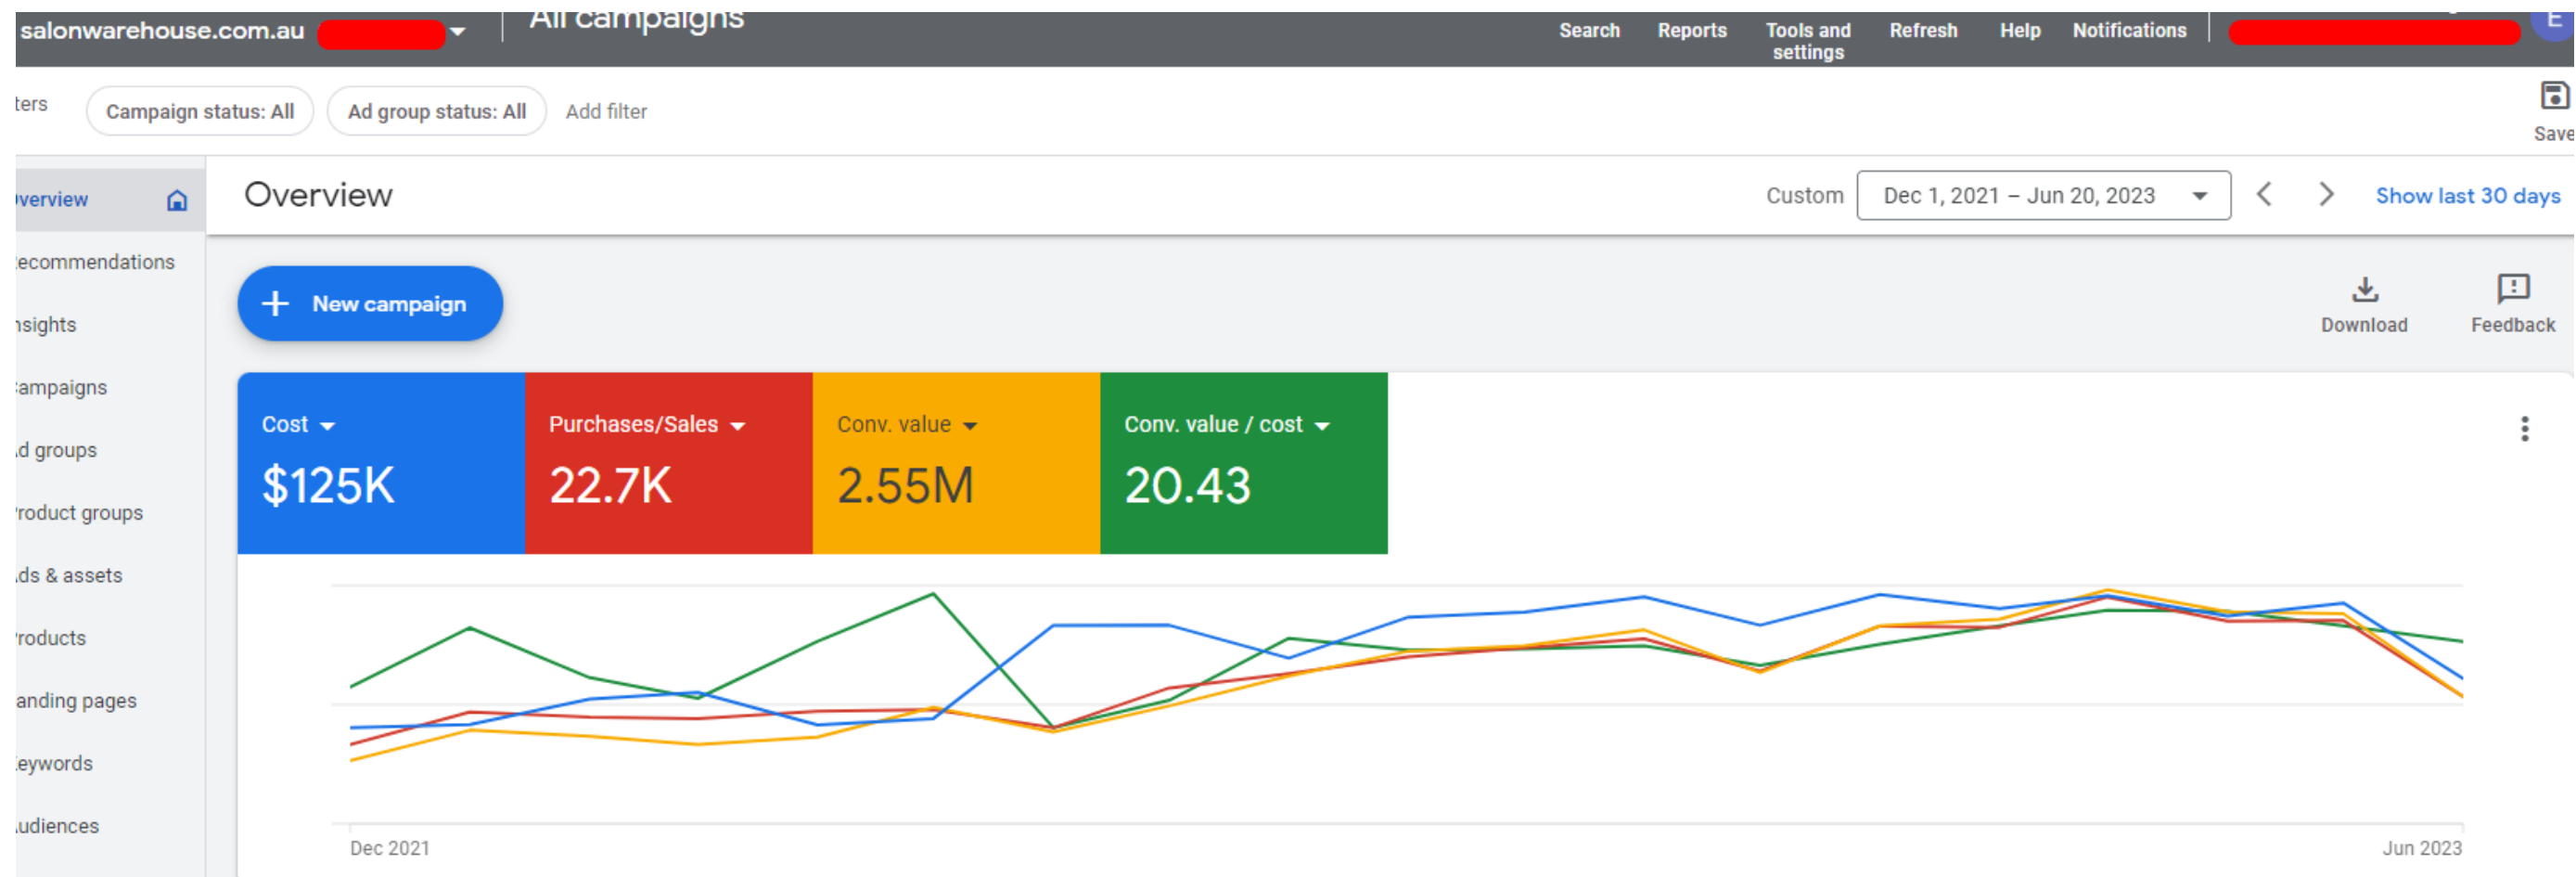 salonwarehouse.com.au
All campaigns
Search
Reports
Tools and
settings
Refresh
Help
Notifications
E
ters
Campaign status: All
Ad group status: All
Add filter
Save
verview
Overview
Custom
Dec 1, 2021 – Jun 20, 2023
Show last 30 days
ecommendations
nsights
ampaigns
d groups
roduct groups
ds & assets
roducts
anding pages
eywords
udiences
+ New campaign
Download
Feedback
Cost
$125K
Purchases/Sales
22.7K
Conv. value
2.55M
Conv. value / cost
20.43
Dec 2021
Jun 2023